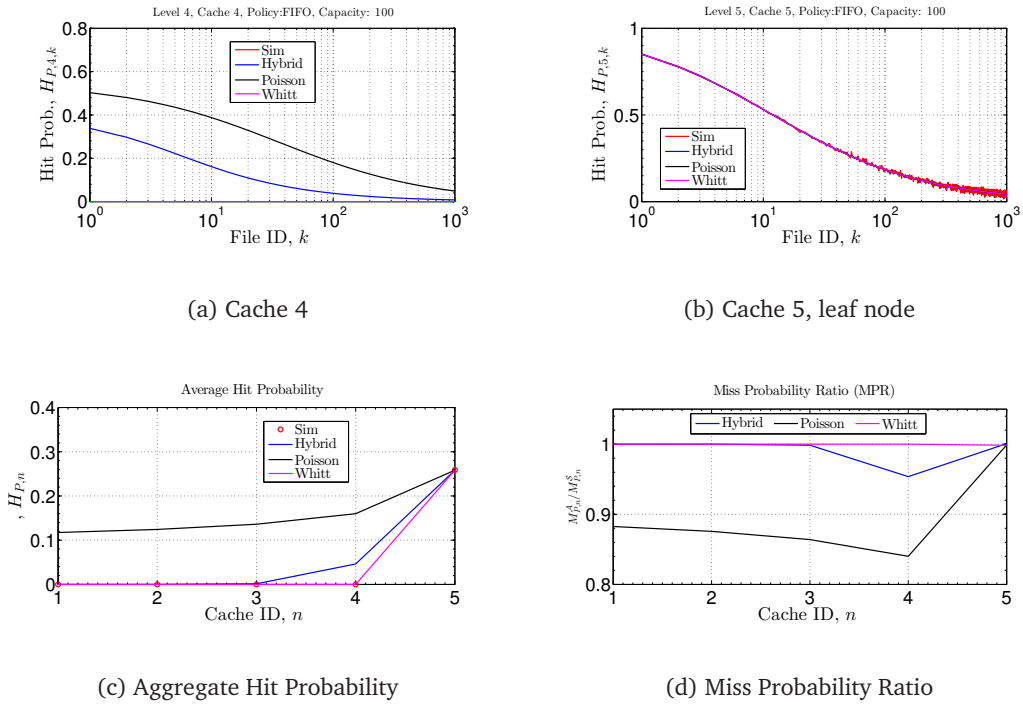 Level 4, Cache 4, Policy:FIFO, Capacity: 100
Hit Prob., H_{P,4,k}
0.8
0.6
0.4
0.2
0
Sim
Hybrid
Poisson
Whitt
10^0
10^1
10^2
10^3
File ID, k
(a) Cache 4
Level 5, Cache 5, Policy:FIFO, Capacity: 100
Hit Prob., H_{P,5,k}
1
0.5
0
Sim
Hybrid
Poisson
Whitt
10^0
10^1
10^2
10^3
File ID, k
(b) Cache 5, leaf node
Average Hit Probability
, H_{P,n}
0.4
0.3
0.2
0.1
0
Sim
Hybrid
Poisson
Whitt
1 2 3 4 5
Cache ID, n
(c) Aggregate Hit Probability
Miss Probability Ratio (MPR)
M^A_{P,n}/M^S_{P,n}
Hybrid Poisson Whitt
1
0.9
0.8
1 2 3 4 5
Cache ID, n
(d) Miss Probability Ratio